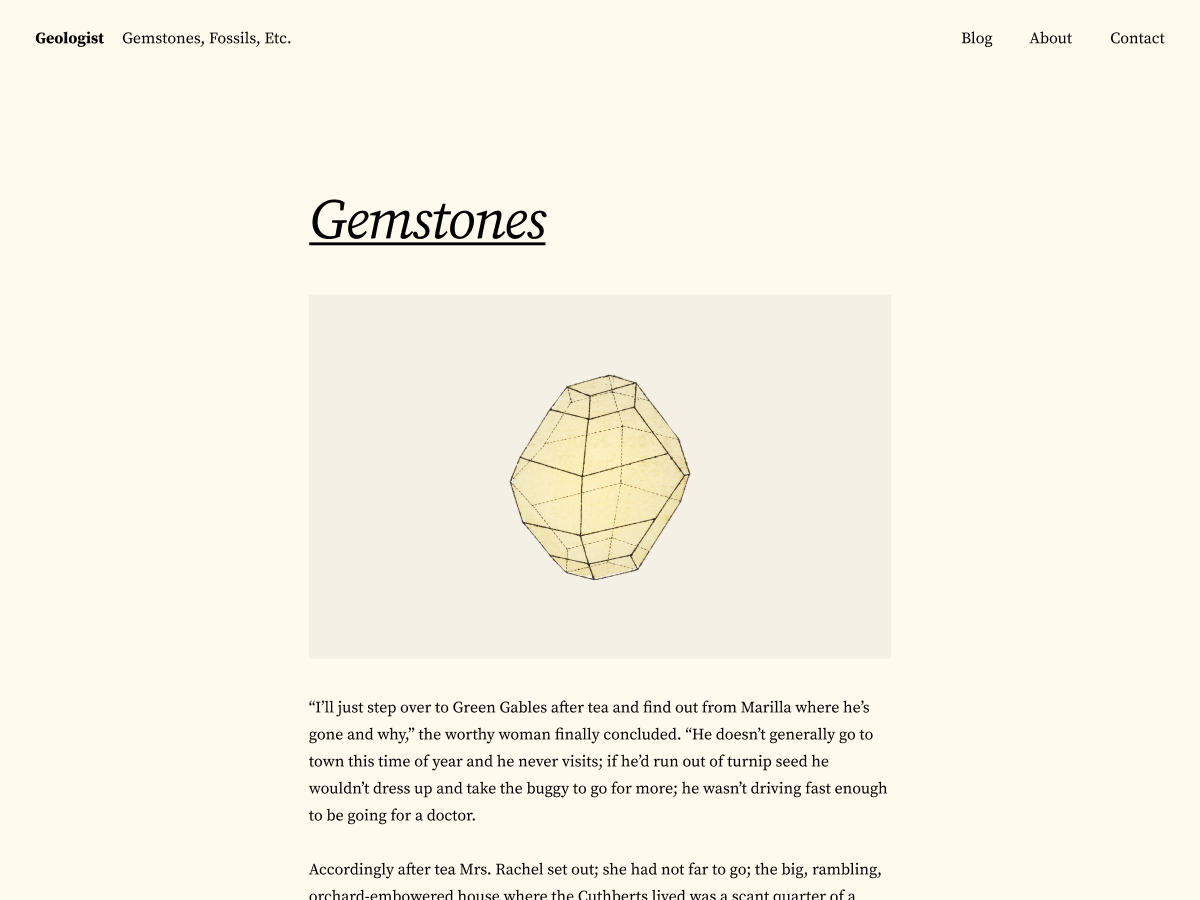 Geologist Gemstones, Fossils, Etc. Blog About Contact
Gemstones
“I’ll just step over to Green Gables after tea and find out from Marilla where he’s
gone and why,” the worthy woman finally concluded. “He doesn’t generally go to
town this time of year and he never visits; if he’d run out of turnip seed he
wouldn’t dress up and take the buggy to go for more; he wasn’t driving fast enough
to be going for a doctor.
Accordingly after tea Mrs. Rachel set out; she had not far to go; the big, rambling,
orchard-embowered house where the Cuthberts lived was a scant quarter of a